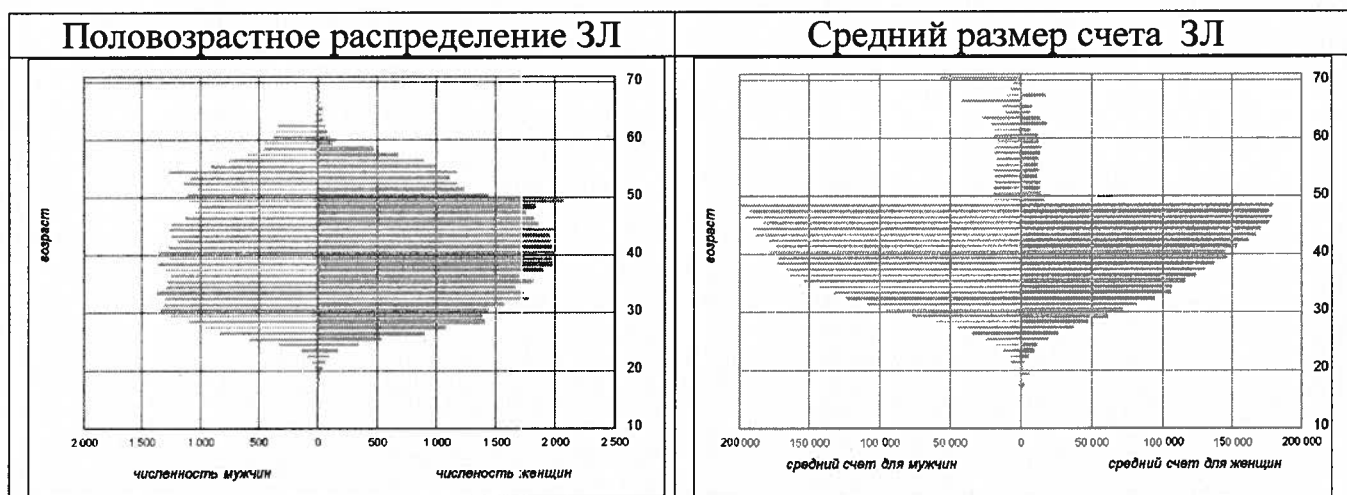 Половозрастное распределение ЗЛ
Средний размер счета ЗЛ
70
60
50
40
30
20
10
возраст
2 000 1 500 1 000 500 0 500 1 000 1 500 2 000 2 500
численность мужчин численость женщин
70
60
50
40
30
20
10
возраст
200 000 150 000 100 000 50 000 0 50 000 100 000 150 000 200 000
средний счет для мужчин средний счет для женщин